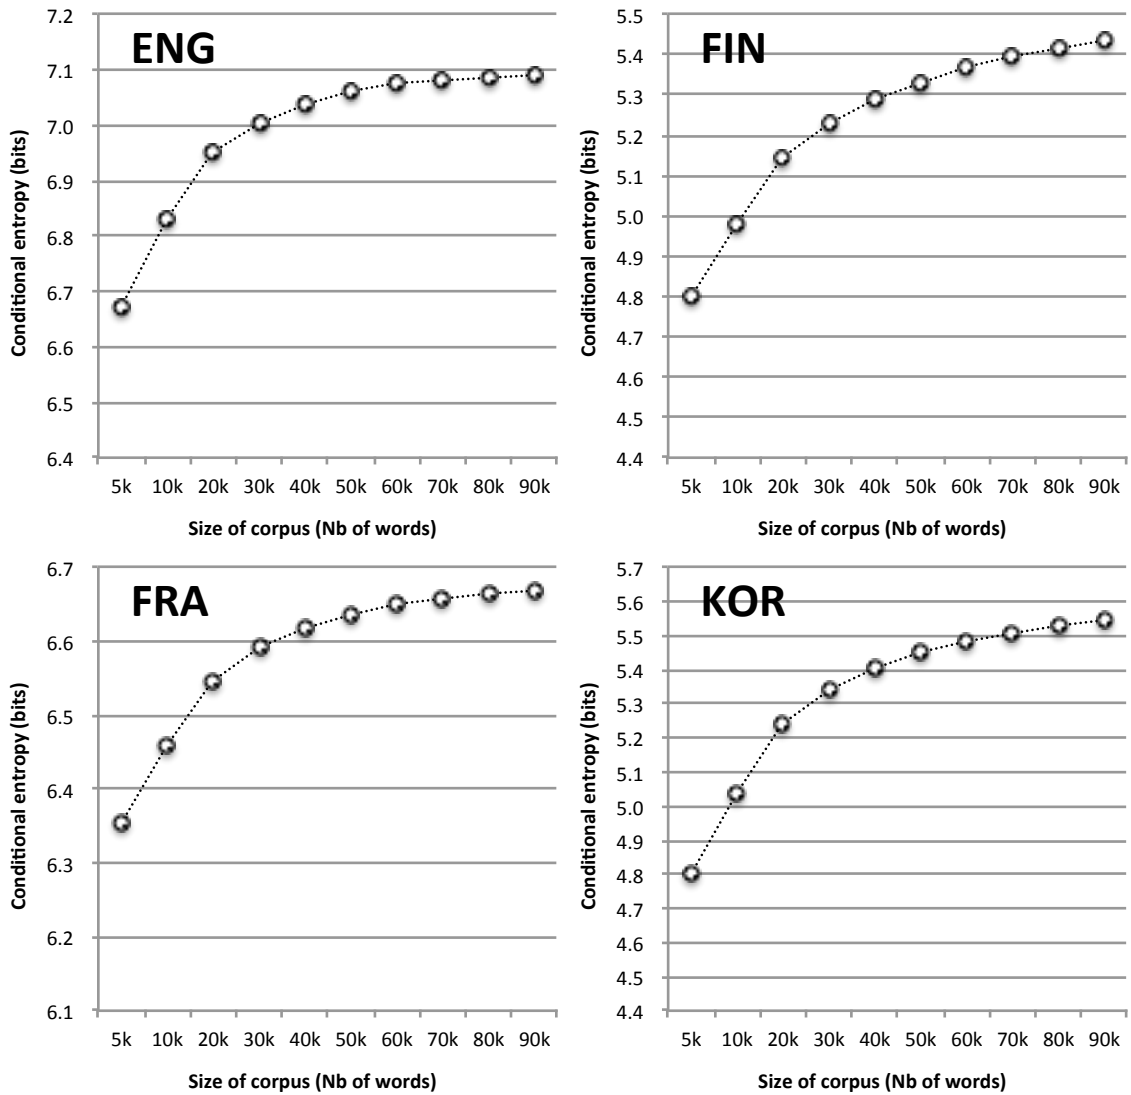 ENG
Conditional entropy (bits)
7.2
7.1
7.0
6.9
6.8
6.7
6.6
6.5
6.4
5k 10k 20k 30k 40k 50k 60k 70k 80k 90k
Size of corpus (Nb of words)
FIN
Conditional entropy (bits)
5.5
5.4
5.3
5.2
5.1
5.0
4.9
4.8
4.7
4.6
4.5
4.4
5k 10k 20k 30k 40k 50k 60k 70k 80k 90k
Size of corpus (Nb of words)
FRA
Conditional entropy (bits)
6.7
6.6
6.5
6.4
6.3
6.2
6.1
5k 10k 20k 30k 40k 50k 60k 70k 80k 90k
Size of corpus (Nb of words)
KOR
Conditional entropy (bits)
5.7
5.6
5.5
5.4
5.3
5.2
5.1
5.0
4.9
4.8
4.7
4.6
4.5
4.4
5k 10k 20k 30k 40k 50k 60k 70k 80k 90k
Size of corpus (Nb of words)